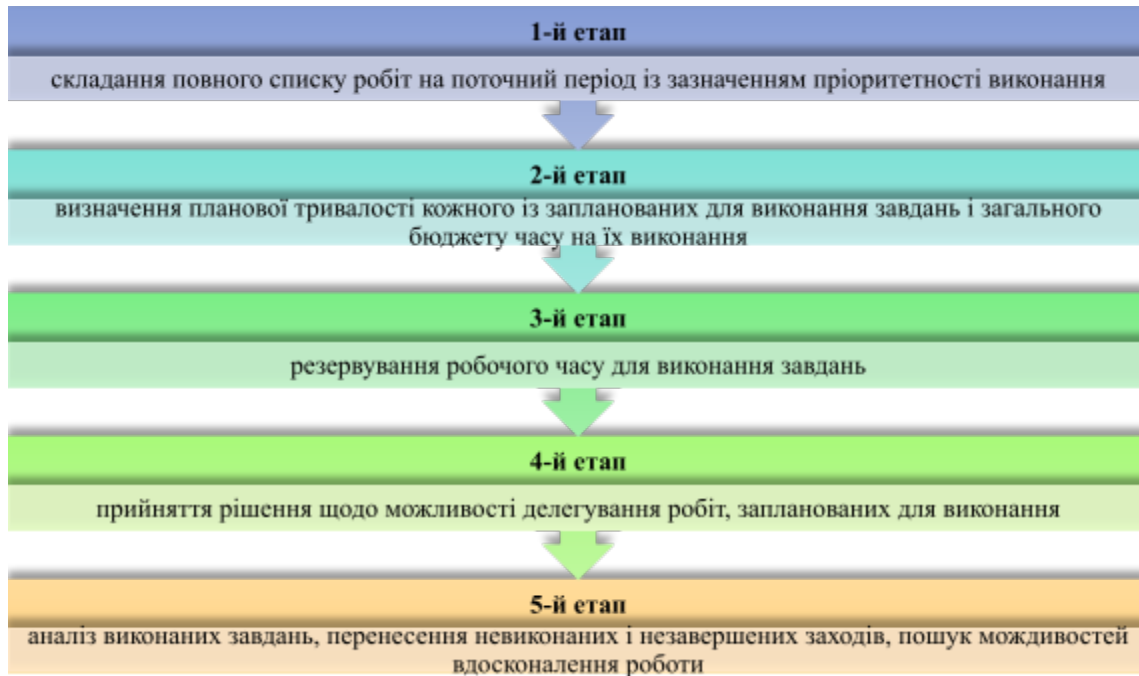 1-й етап
складання повного списку робіт на поточний період із зазначенням пріоритетності виконання
2-й етап
визначення планової тривалості кожного із запланованих для виконання завдань і загального
бюджету часу на їх виконання
3-й етап
резервування робочого часу для виконання завдань
4-й етап
прийняття рішення щодо можливості делегування робіт, запланованих для виконання
5-й етап
аналіз виконаних завдань, перенесення невиконаних і незавершених заходів, пошук мождивостей
вдосконалення роботи